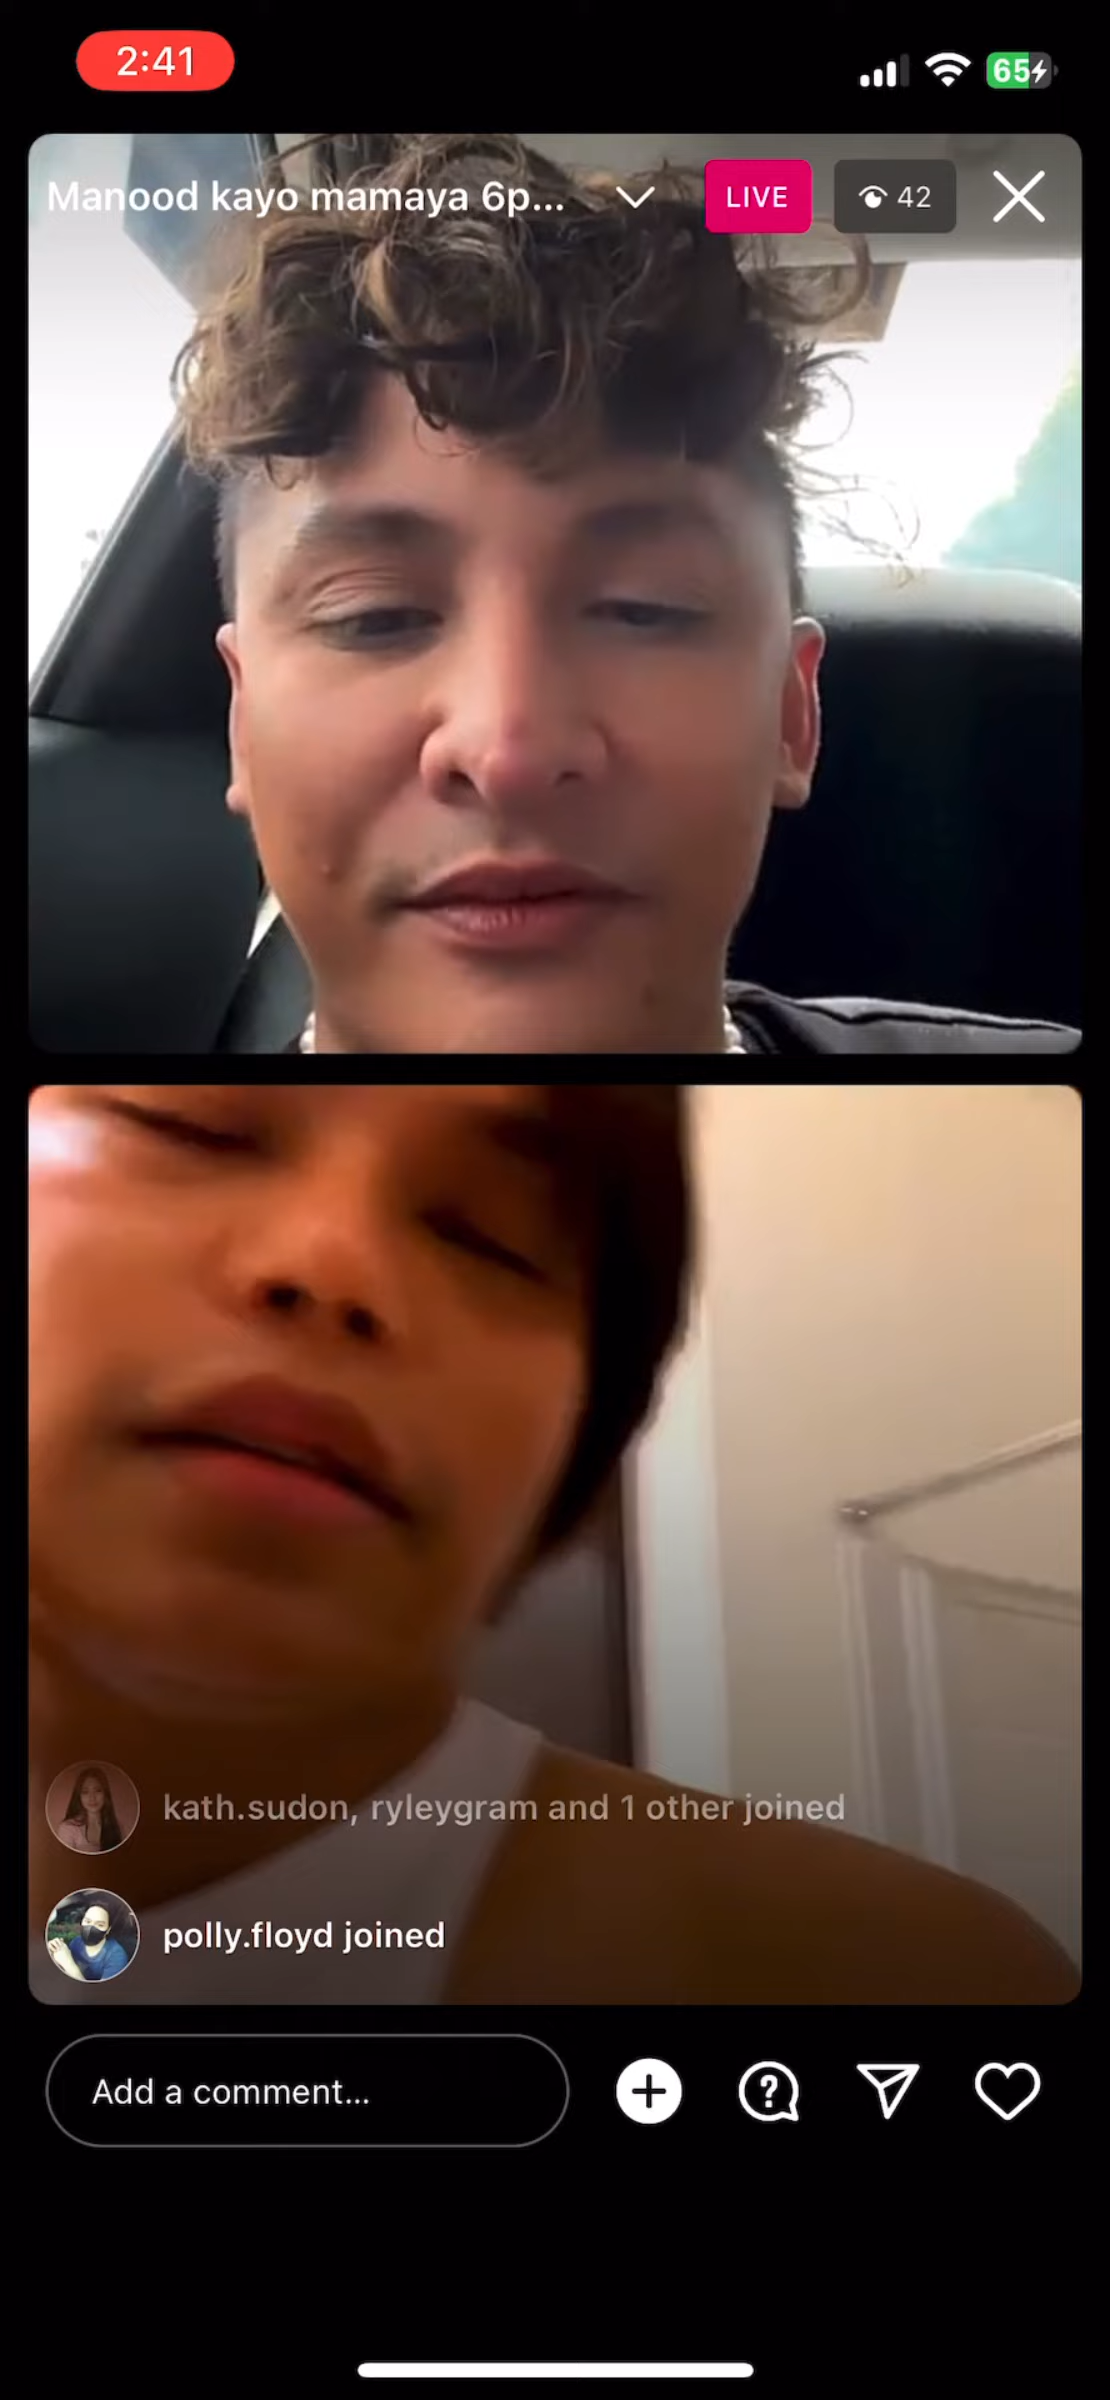 2:41
65
Manood kayo mamaya 6p...
LIVE
42
kath.sudon, ryleygram and 1 other joined
polly.floyd joined
Add a comment...